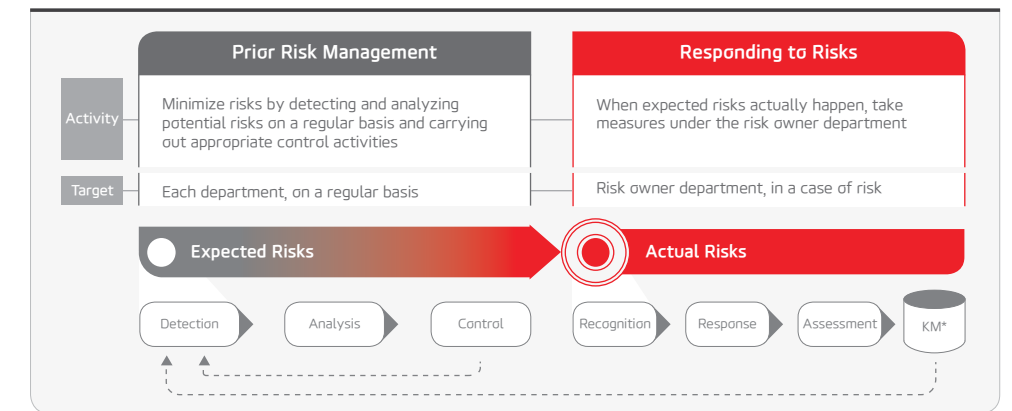 Prior Risk Management
Responding to Risks
Activity
Minimize risks by detecting and analyzing
potential risks on a regular basis and carrying
out appropriate control activities
When expected risks actually happen, take
measures under the risk owner department
Target
Each department, on a regular basis
Risk owner department, in a case of risk
Expected Risks
Actual Risks
Detection
Analysis
Control
Recognition
Response
Assessment
KM*